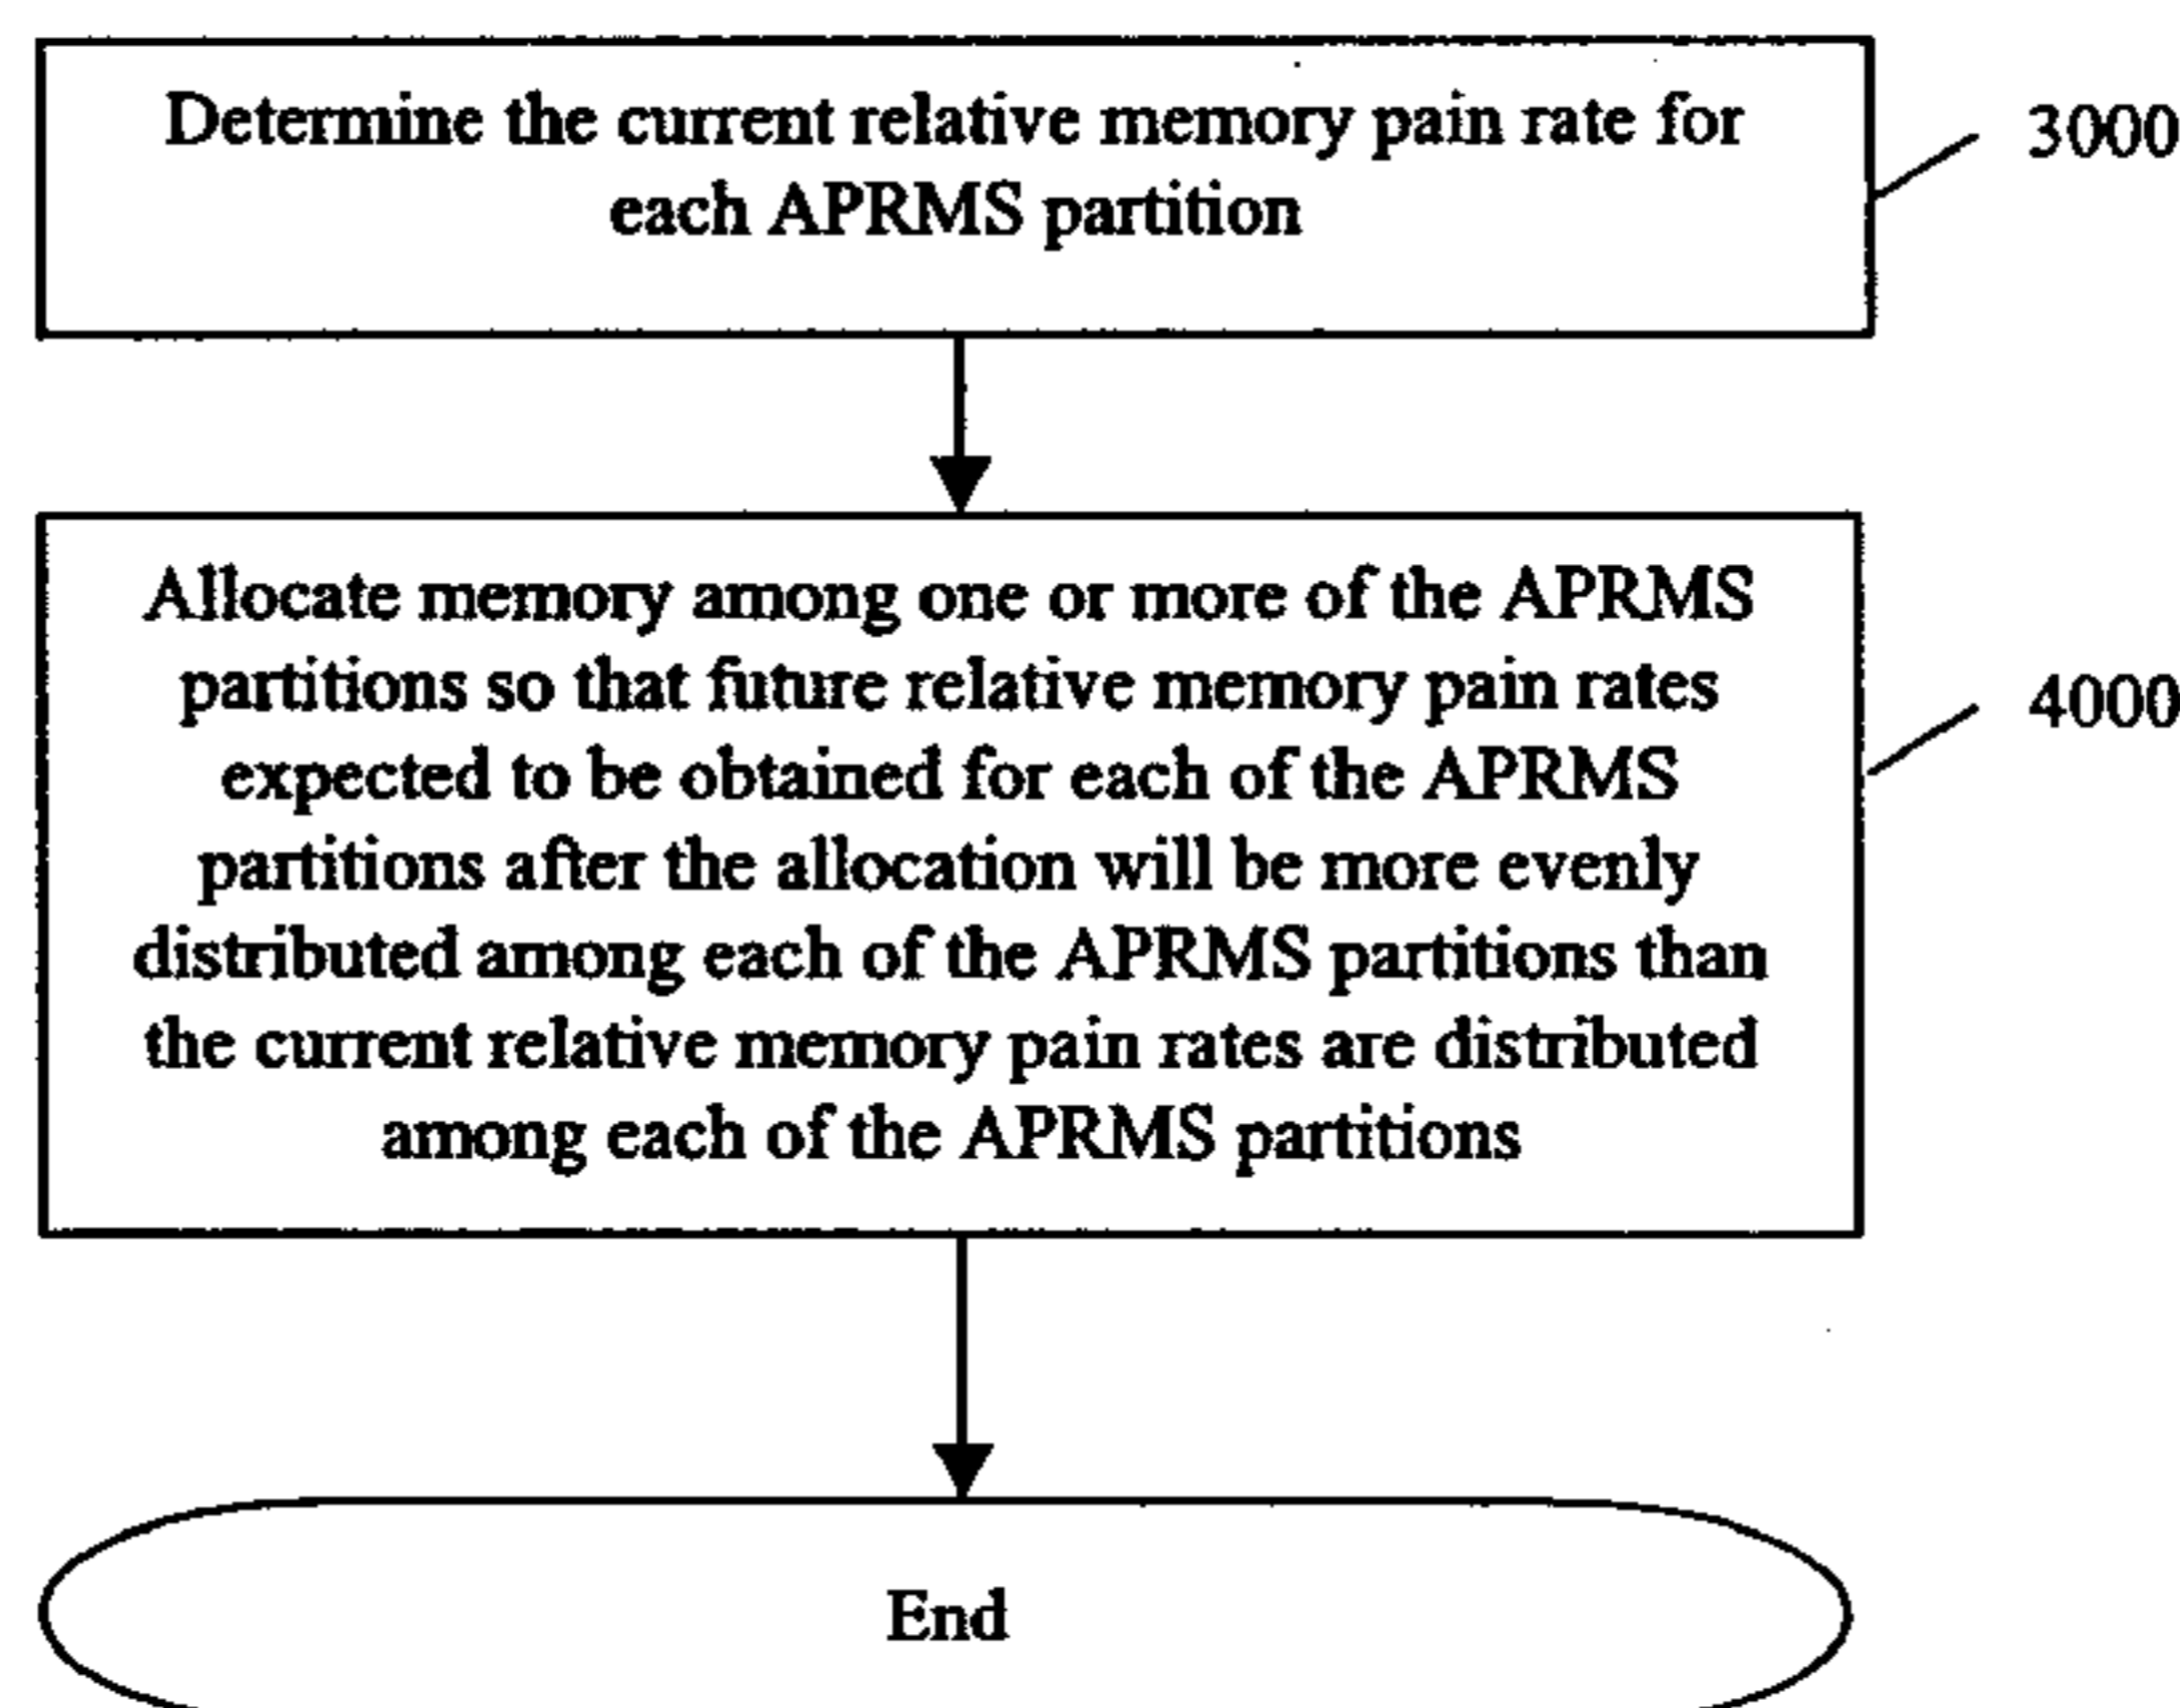 Determine the current relative memory pain rate for
each APRMS partition
3000
Allocate memory among one or more of the APRMS
partitions so that future relative memory pain rates
expected to be obtained for each of the APRMS
partitions after the allocation will be more evenly
distributed among each of the APRMS partitions than
the current relative memory pain rates are distributed
among each of the APRMS partitions
4000
End